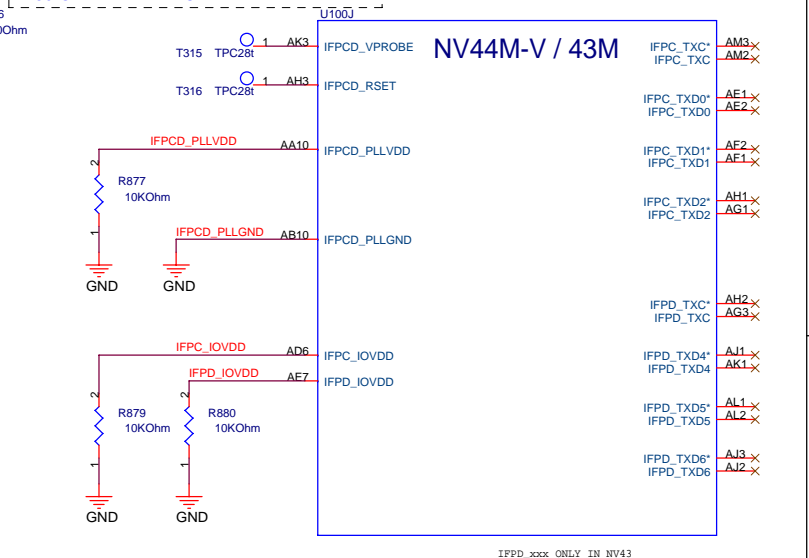 6
0Ohm
U100J
NV44M-V / 43M
T315 TPC28t 1 AK3 IFPCD_VPROBE
T316 TPC28t 1 AH3 IFPCD_RSET
IFPCD_PLLVDD AA10 IFPCD_PLLVDD
2
R877
10KOhm
1
GND
IFPCD_PLLGND AB10 IFPCD_PLLGND
GND
IFPC_IOVDD AD6 IFPC_IOVDD
IFPD_IOVDD AE7 IFPD_IOVDD
2
R879
10KOhm
1
GND
2
R880
10KOhm
1
GND
IFPC_TXC* AM3
IFPC_TXC AM2
IFPC_TXD0* AE1
IFPC_TXD0 AE2
IFPC_TXD1* AF2
IFPC_TXD1 AF1
IFPC_TXD2* AH1
IFPC_TXD2 AG1
IFPD_TXC* AH2
IFPD_TXC AG3
IFPD_TXD4* AJ1
IFPD_TXD4 AK1
IFPD_TXD5* AL1
IFPD_TXD5 AL2
IFPD_TXD6* AJ3
IFPD_TXD6 AJ2
IFPD_xxx ONLY IN NV43